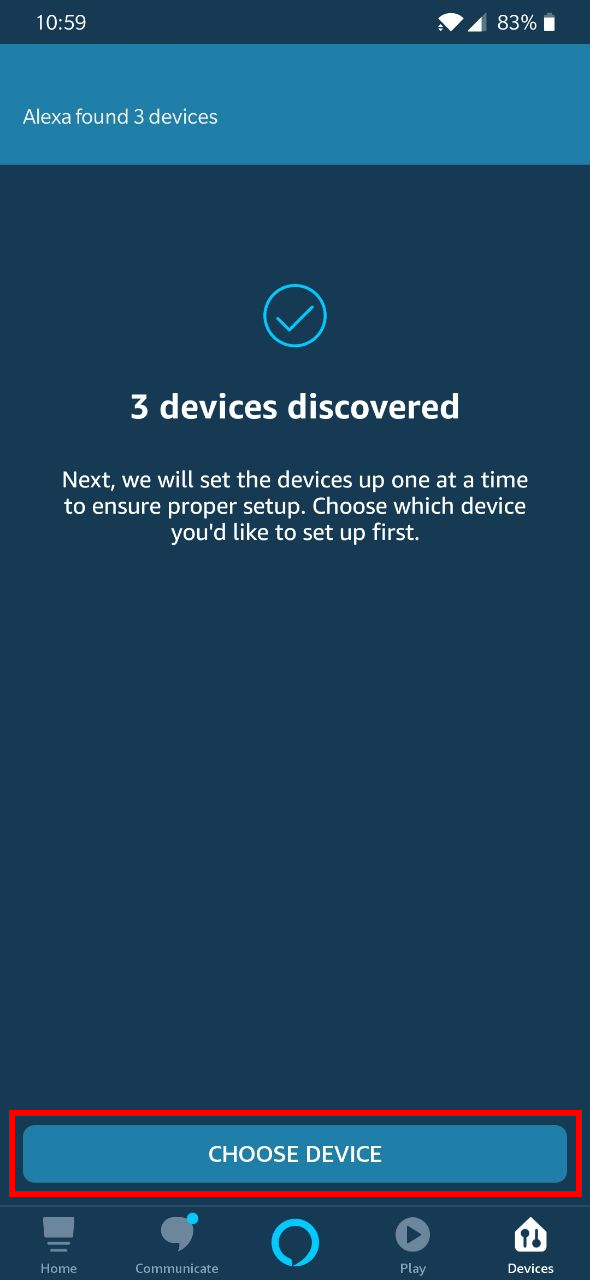 10:59
83%
Alexa found 3 devices
3 devices discovered
Next, we will set the devices up one at a time
to ensure proper setup. Choose which device
you'd like to set up first.
CHOOSE DEVICE
Home
Communicate
Play
Devices